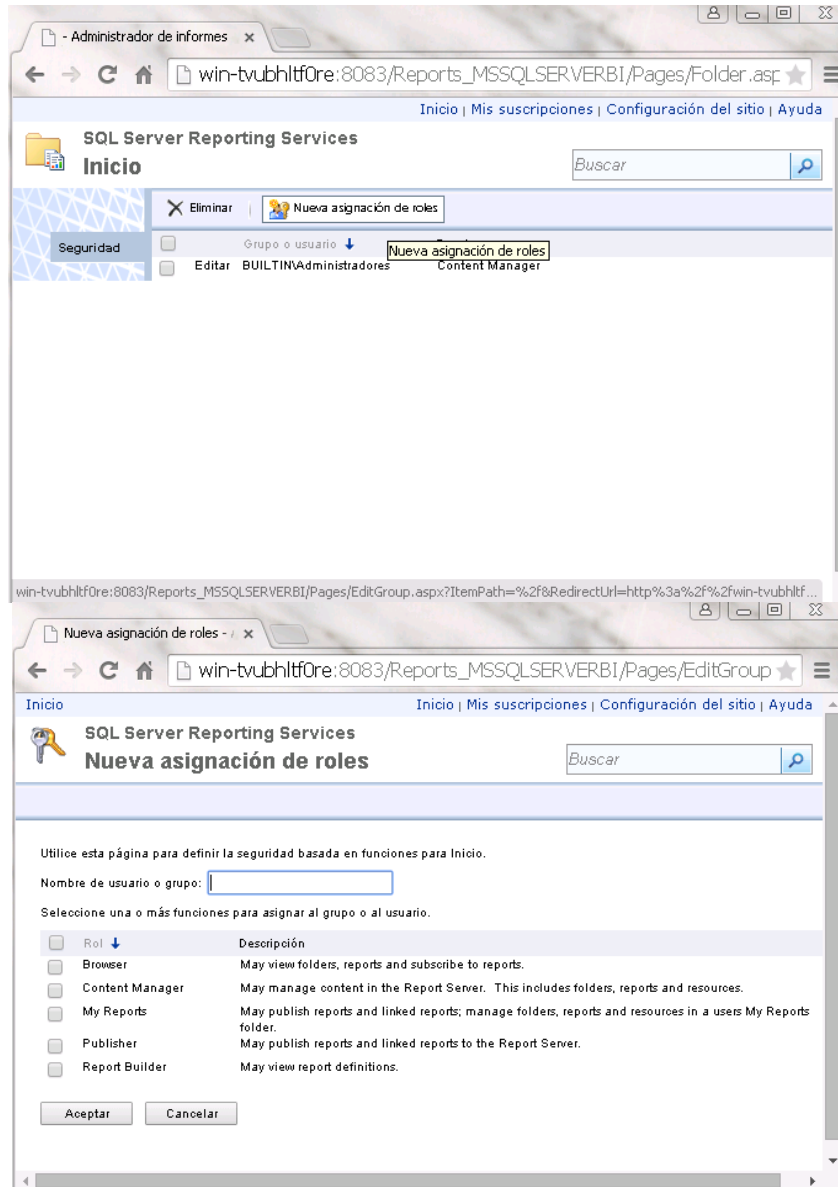 - Administrador de informes
win-tvubhltf0re:8083/Reports_MSSQLSERVERBI/Pages/Folder.asp
Inicio | Mis suscripciones | Configuración del sitio | Ayuda
SQL Server Reporting Services
Inicio
Buscar
Eliminar | Nueva asignación de roles
Seguridad
Grupo o usuario
Nueva asignación de roles
Editar BUILTIN\Administradores Content Manager
win-tvubhltf0re:8083/Reports_MSSQLSERVERBI/Pages/EditGroup.aspx?ItemPath=%2f&RedirectUrl=http%3a%2f%2fwin-tvubhltf...
Nueva asignación de roles - 
win-tvubhltf0re:8083/Reports_MSSQLSERVERBI/Pages/EditGroup
Inicio
Inicio | Mis suscripciones | Configuración del sitio | Ayuda
SQL Server Reporting Services
Nueva asignación de roles
Buscar
Utilice esta página para definir la seguridad basada en funciones para Inicio.
Nombre de usuario o grupo:
Seleccione una o más funciones para asignar al grupo o al usuario.
Rol Descripción
Browser May view folders, reports and subscribe to reports.
Content Manager May manage content in the Report Server. This includes folders, reports and resources.
My Reports May publish reports and linked reports; manage folders, reports and resources in a users My Reports
folder.
Publisher May publish reports and linked reports to the Report Server.
Report Builder May view report definitions.
Aceptar Cancelar